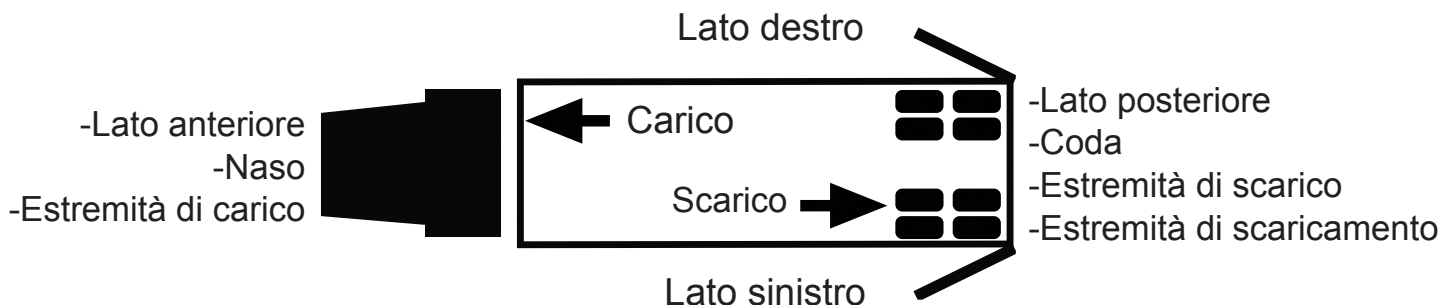 Lato destro
-Lato anteriore
-Naso
-Estremità di carico
Carico
Scarico
-Lato posteriore
-Coda
-Estremità di scarico
-Estremità di scaricamento
Lato sinistro